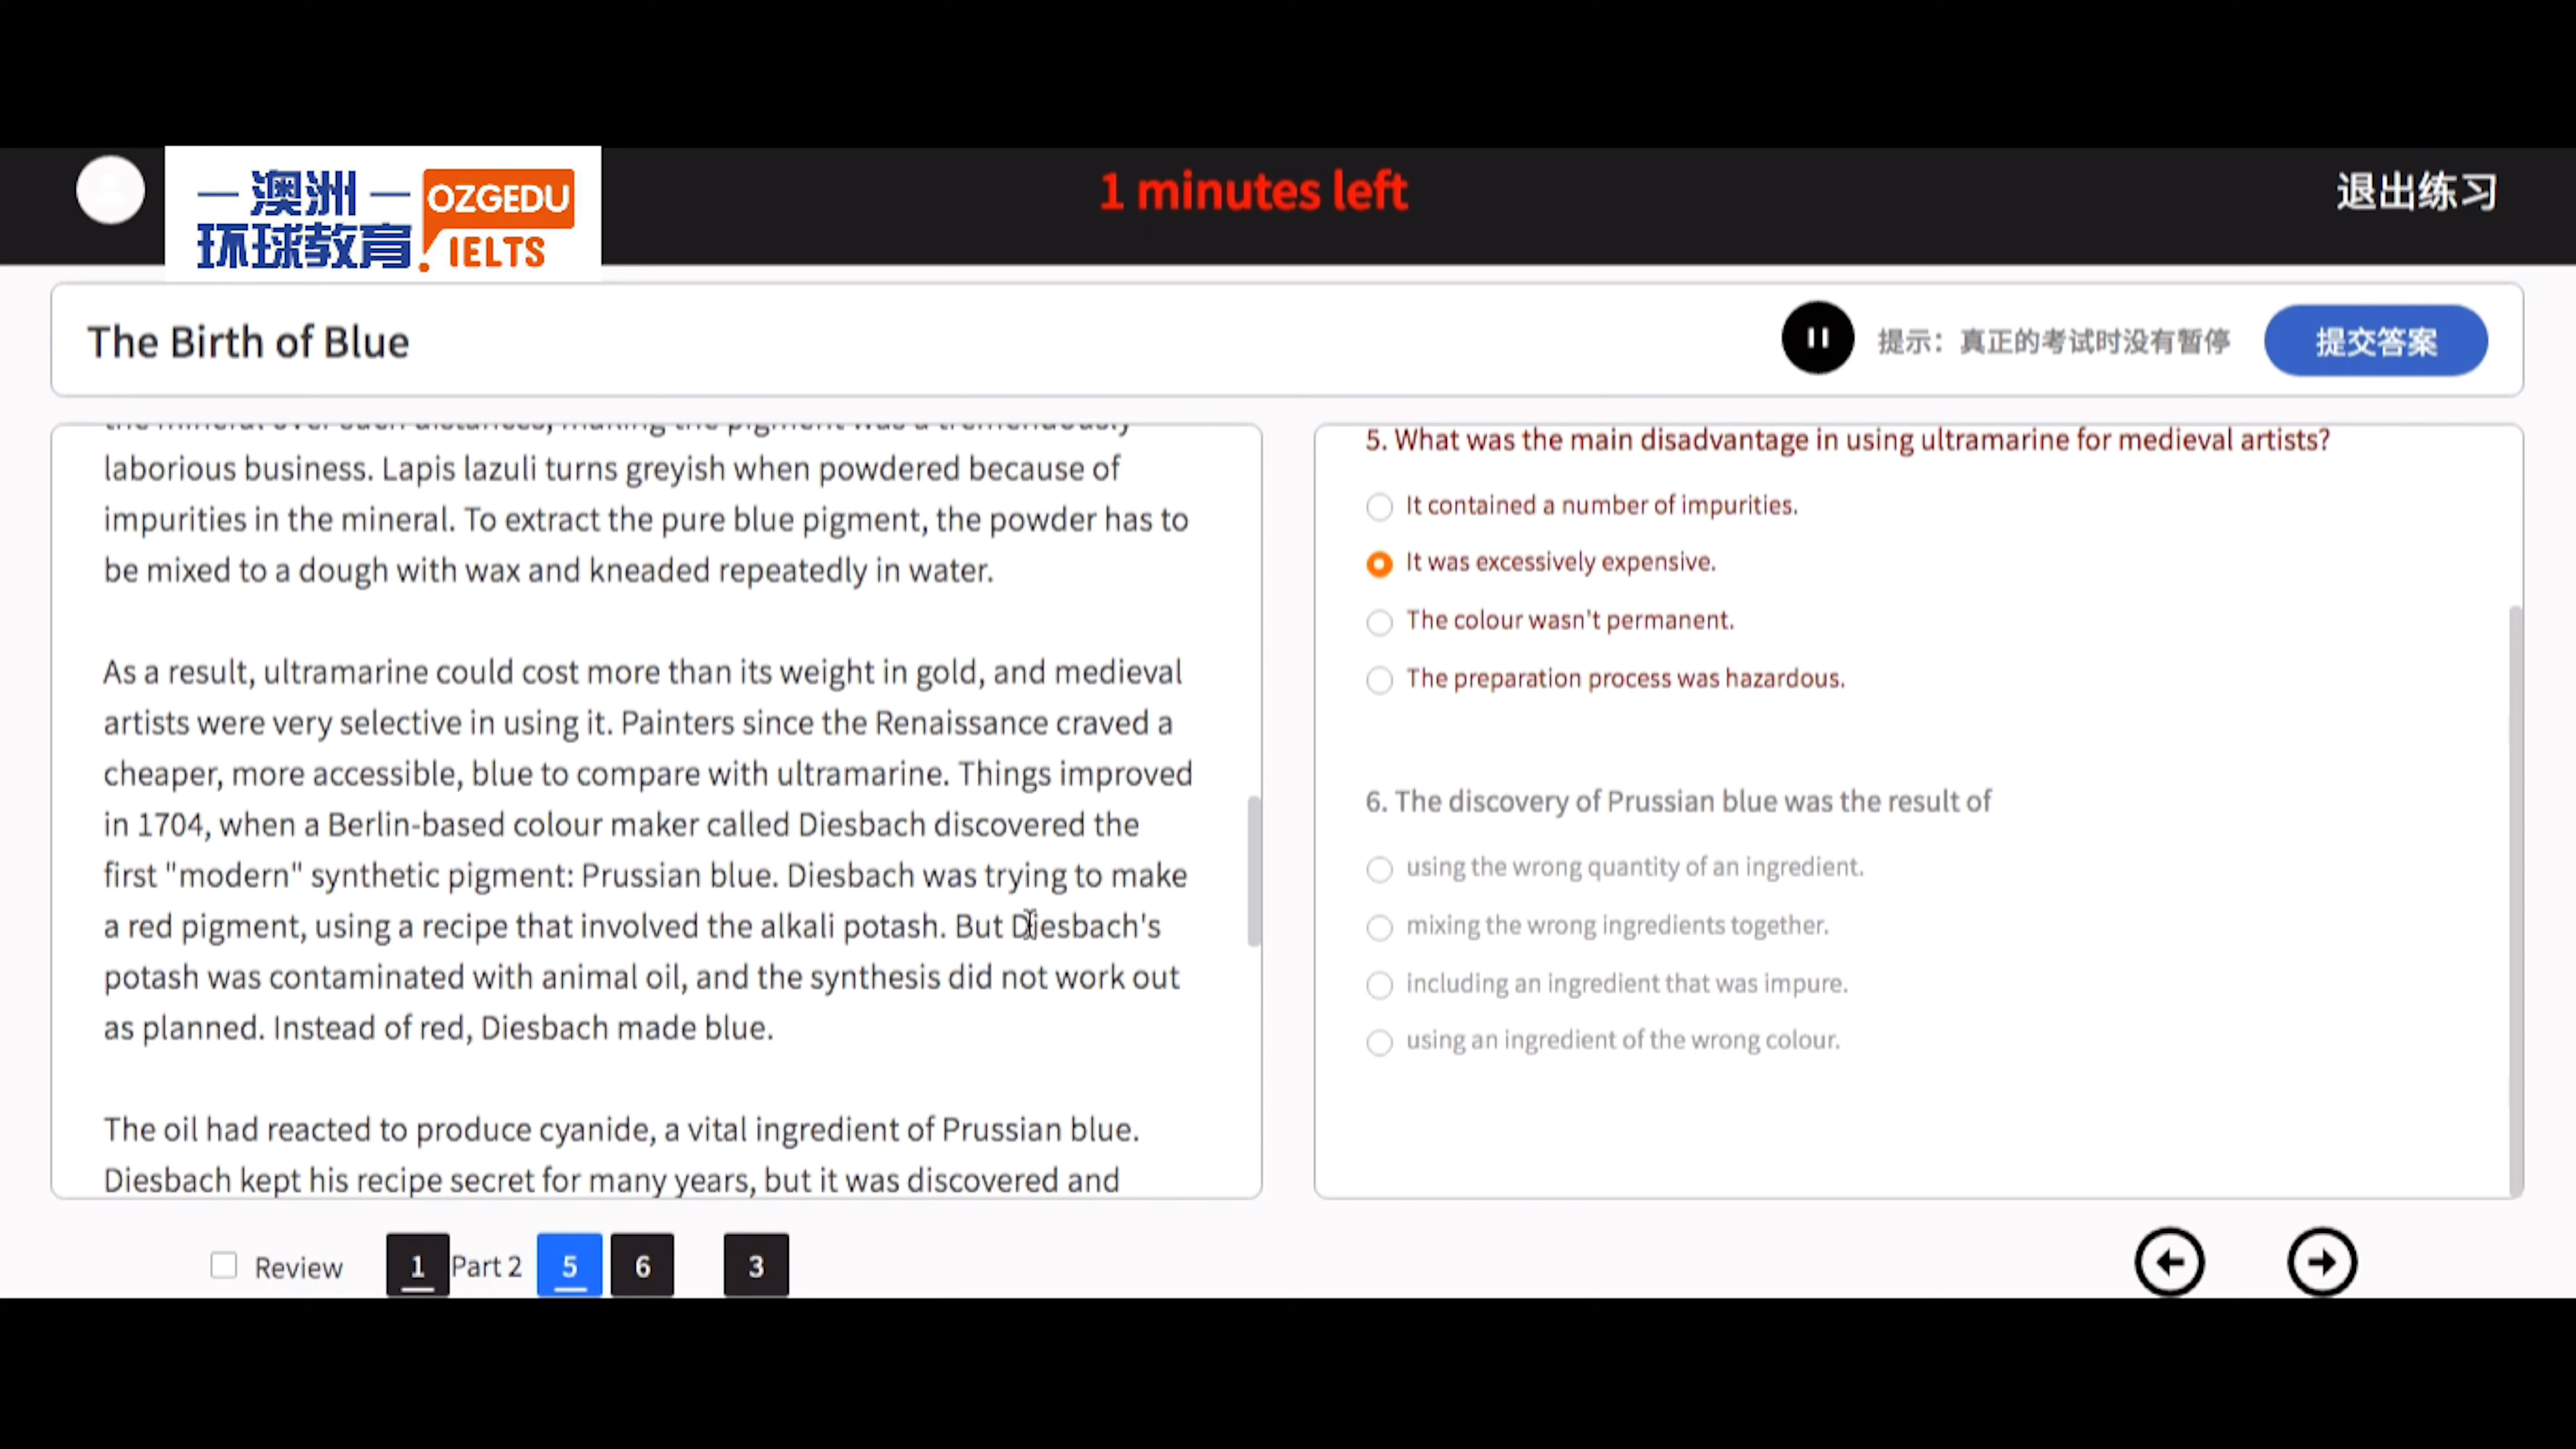 澳洲
环球教育
OZGEDU
IELTS
1 minutes left
退出练习
The Birth of Blue
提示：真正的考试时没有暂停
提交答案
the mineral over such distances, making the pigment was a tremendously
laborious business. Lapis lazuli turns greyish when powdered because of
impurities in the mineral. To extract the pure blue pigment, the powder has to
be mixed to a dough with wax and kneaded repeatedly in water.
As a result, ultramarine could cost more than its weight in gold, and medieval
artists were very selective in using it. Painters since the Renaissance craved a
cheaper, more accessible, blue to compare with ultramarine. Things improved
in 1704, when a Berlin-based colour maker called Diesbach discovered the
first "modern" synthetic pigment: Prussian blue. Diesbach was trying to make
a red pigment, using a recipe that involved the alkali potash. But Diesbach's
potash was contaminated with animal oil, and the synthesis did not work out
as planned. Instead of red, Diesbach made blue.
The oil had reacted to produce cyanide, a vital ingredient of Prussian blue.
Diesbach kept his recipe secret for many years, but it was discovered and
5. What was the main disadvantage in using ultramarine for medieval artists?
It contained a number of impurities.
It was excessively expensive.
The colour wasn't permanent.
The preparation process was hazardous.
6. The discovery of Prussian blue was the result of
using the wrong quantity of an ingredient.
mixing the wrong ingredients together.
including an ingredient that was impure.
using an ingredient of the wrong colour.
Review
1 Part 2 5 6 3